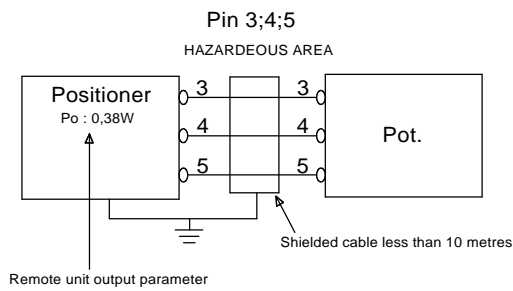 Pin 3;4;5
HAZARDEOUS AREA
Positioner
Po : 0,38W
3
3
4
4
5
5
Pot.
Shielded cable less than 10 metres
Remote unit output parameter